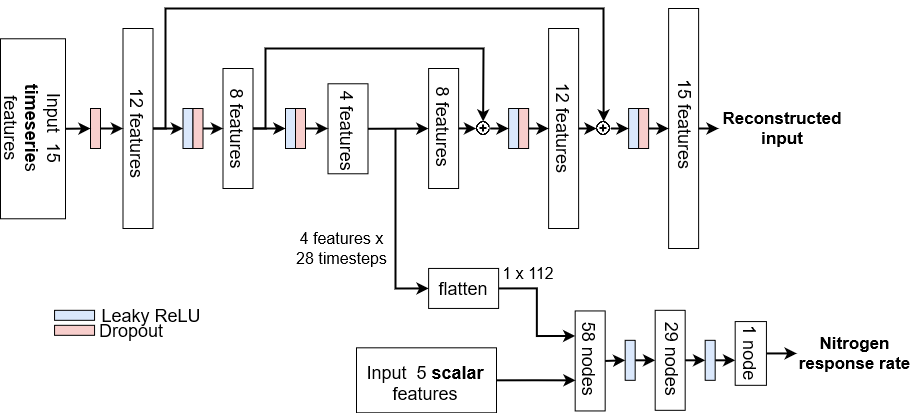 Input 15
timeseries
features
12 features
8 features
4 features
8 features
12 features
15 features
Reconstructed
input
4 features x
28 timesteps
flatten
1 x 112
Leaky ReLU
Dropout
Input 5 scalar
features
58 nodes
29 nodes
1 node
Nitrogen
response rate